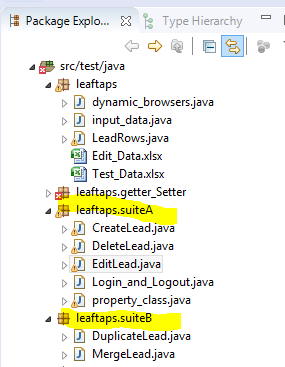 Package Explo...
Type Hierarchy
src/test/java
leaftaps
dynamic_browsers.java
input_data.java
LeadRows.java
Edit_Data.xlsx
Test_Data.xlsx
leaftaps.getter_Setter
leaftaps.suiteA
CreateLead.java
DeleteLead.java
EditLead.java
Login_and_Logout.java
property_class.java
leaftaps.suiteB
DuplicateLead.java
MergeLead.java